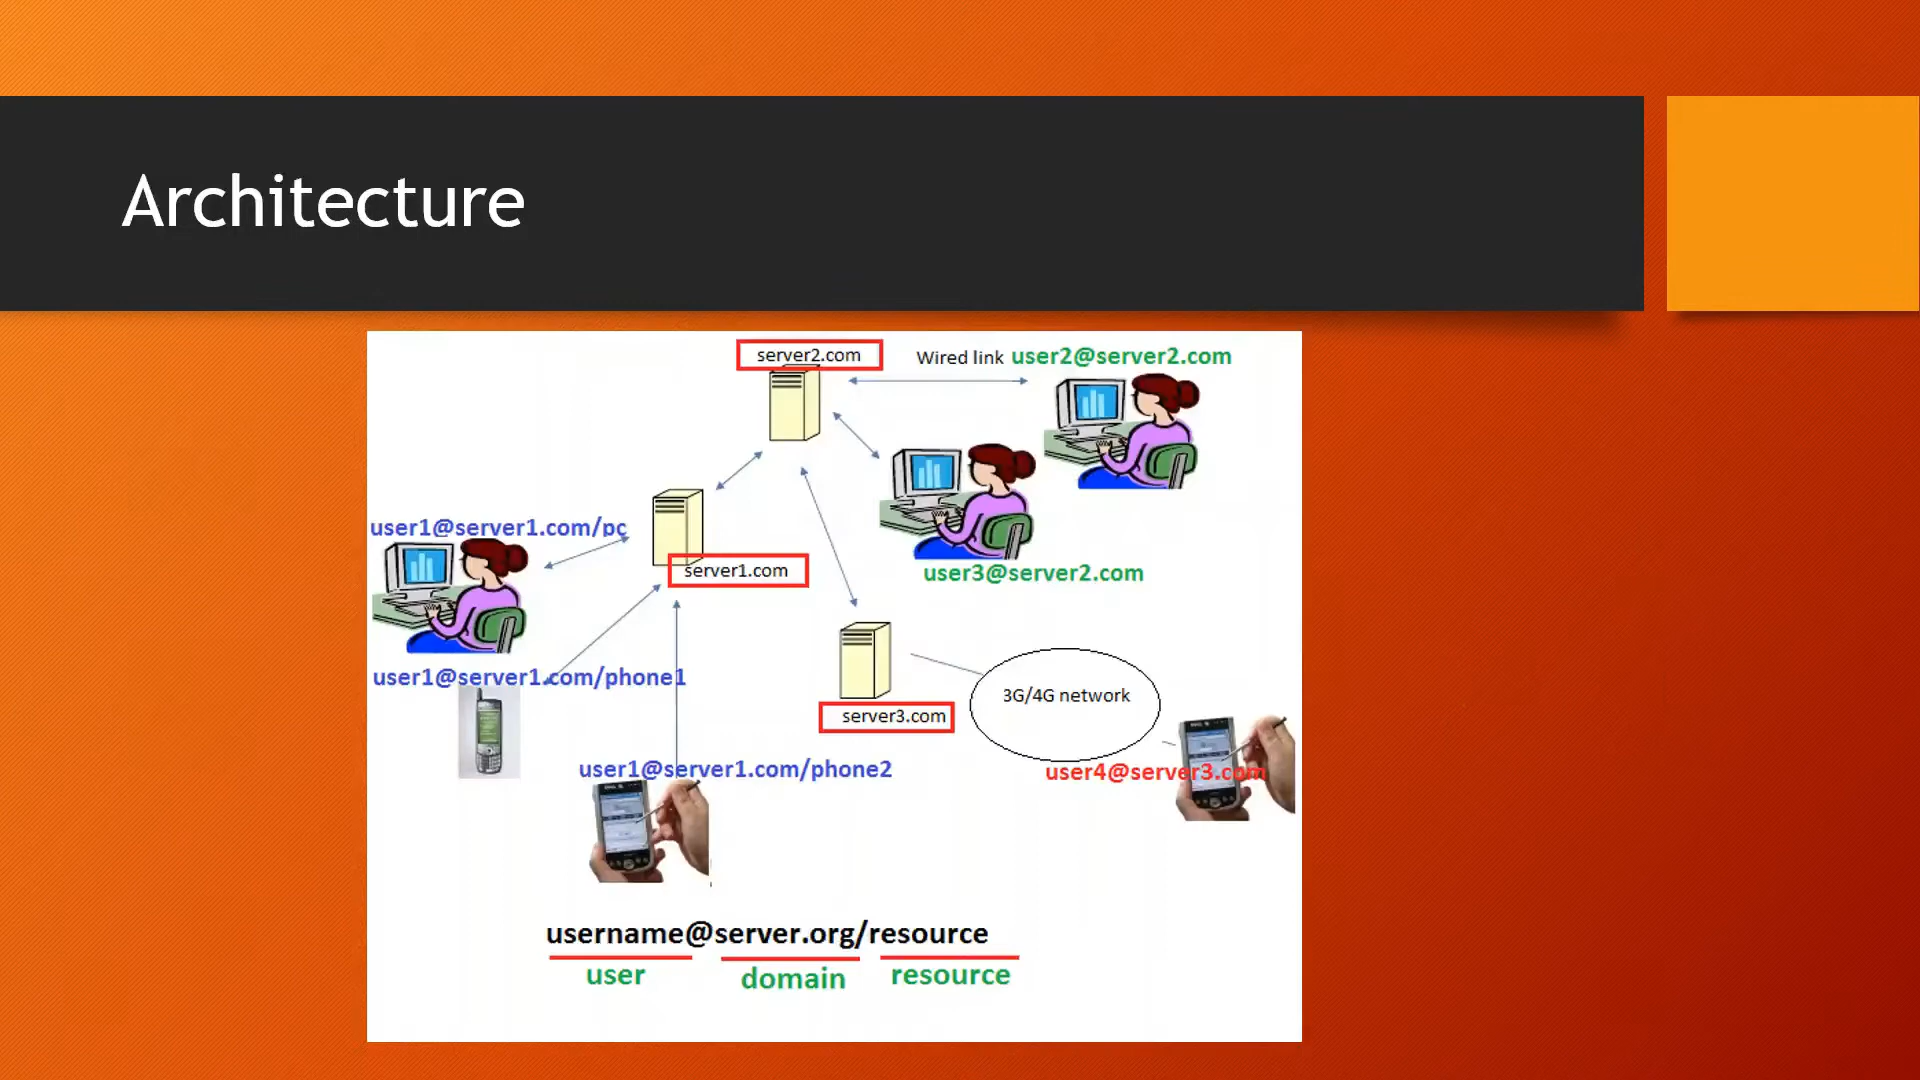 Architecture
server2.com
Wired link user2@server2.com
user1@server1.com/pc
server1.com
user3@server2.com
user1@server1.com/phone1
3G/4G network
server3.com
user1@server1.com/phone2
user4@server3.com
username@server.org/resource
user domain resource